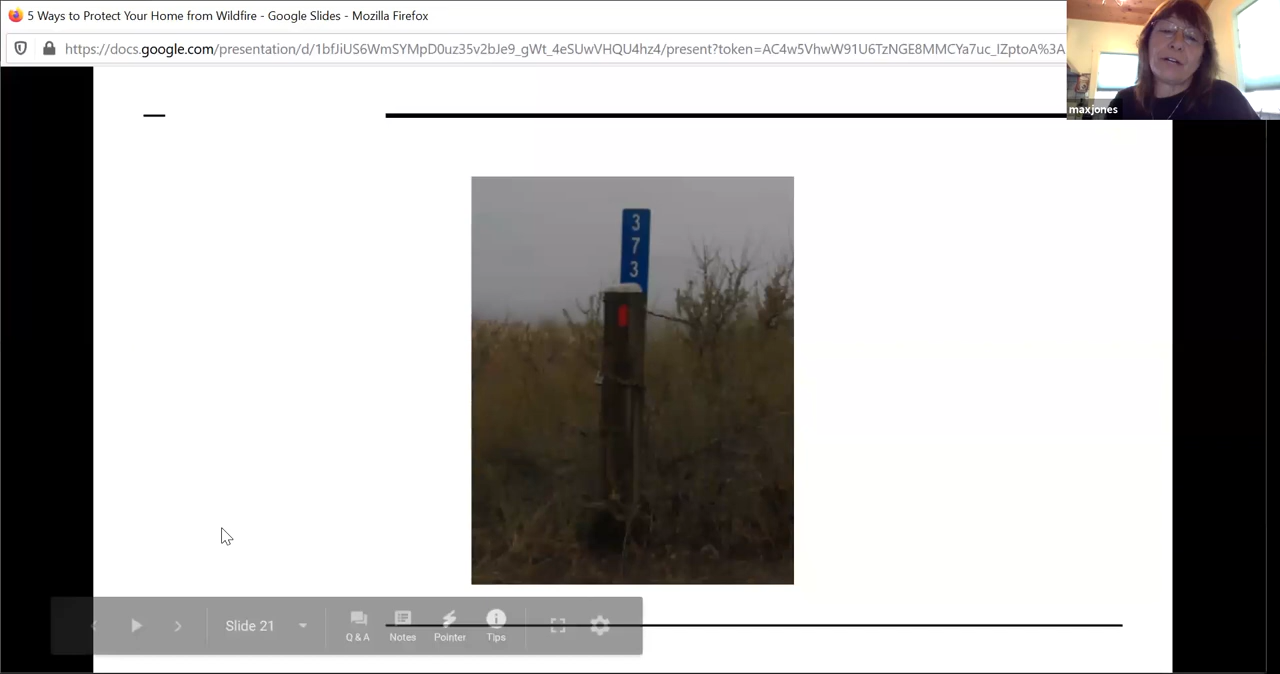 5 Ways to Protect Your Home from Wildfire - Google Slides - Mozilla Firefox
https://docs.google.com/presentation/d/1bfJiUS6WmSYMpD0uz35v2bJe9_gWt_4eSUwVHQU4hz4/present?token=AC4w5VhwW91U6TzNGE8MMCYa7uc_IZptoA%3A
maxjones
3
7
3
Slide 21
Q & A
Notes
Pointer
Tips